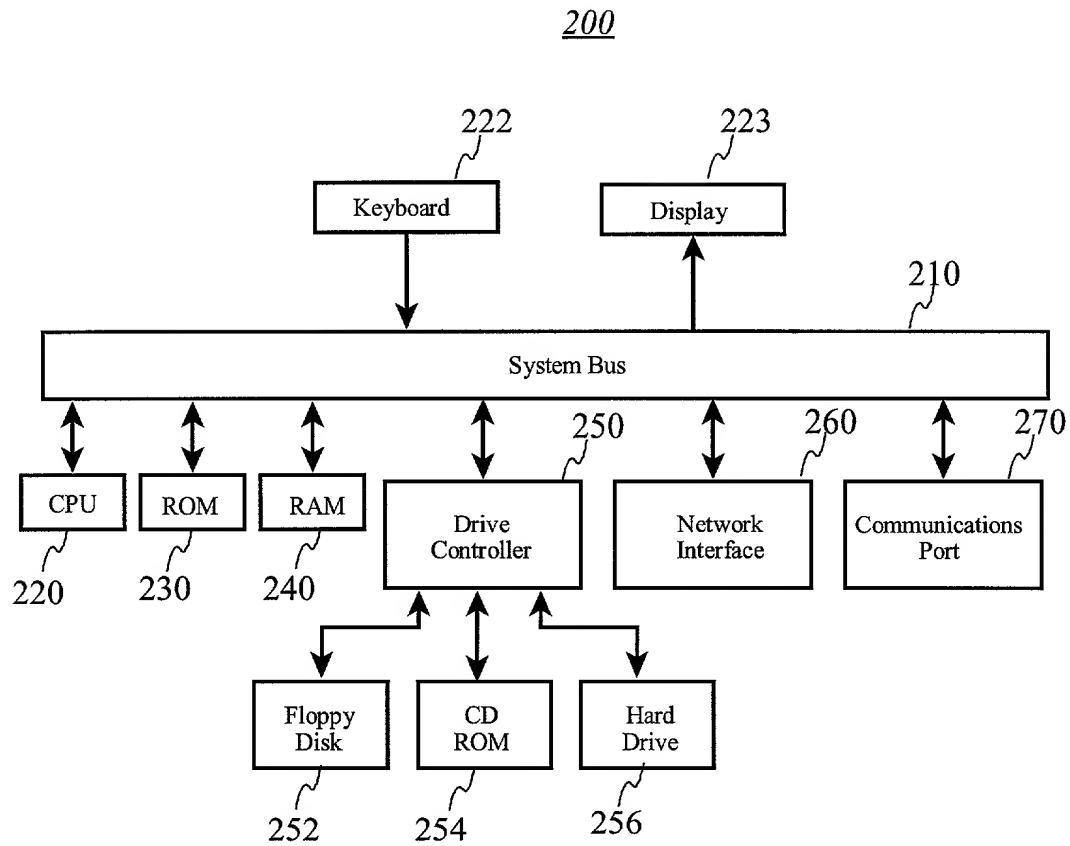 200
222
223
Keyboard
Display
210
System Bus
250
260
270
CPU
ROM
RAM
Drive
Controller
Network
Interface
Communications
Port
220
230
240
Floppy
Disk
CD
ROM
Hard
Drive
252
254
256